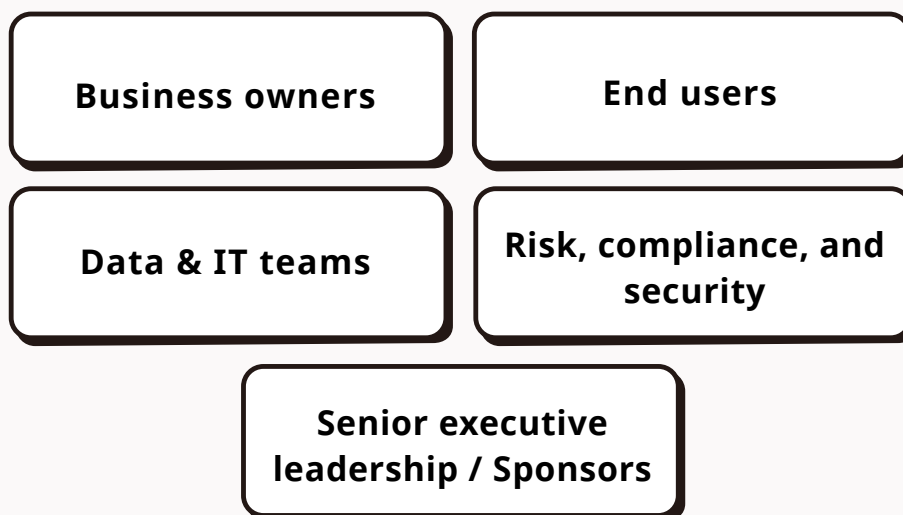 Business owners
End users
Data & IT teams
Risk, compliance, and
security
Senior executive
leadership / Sponsors